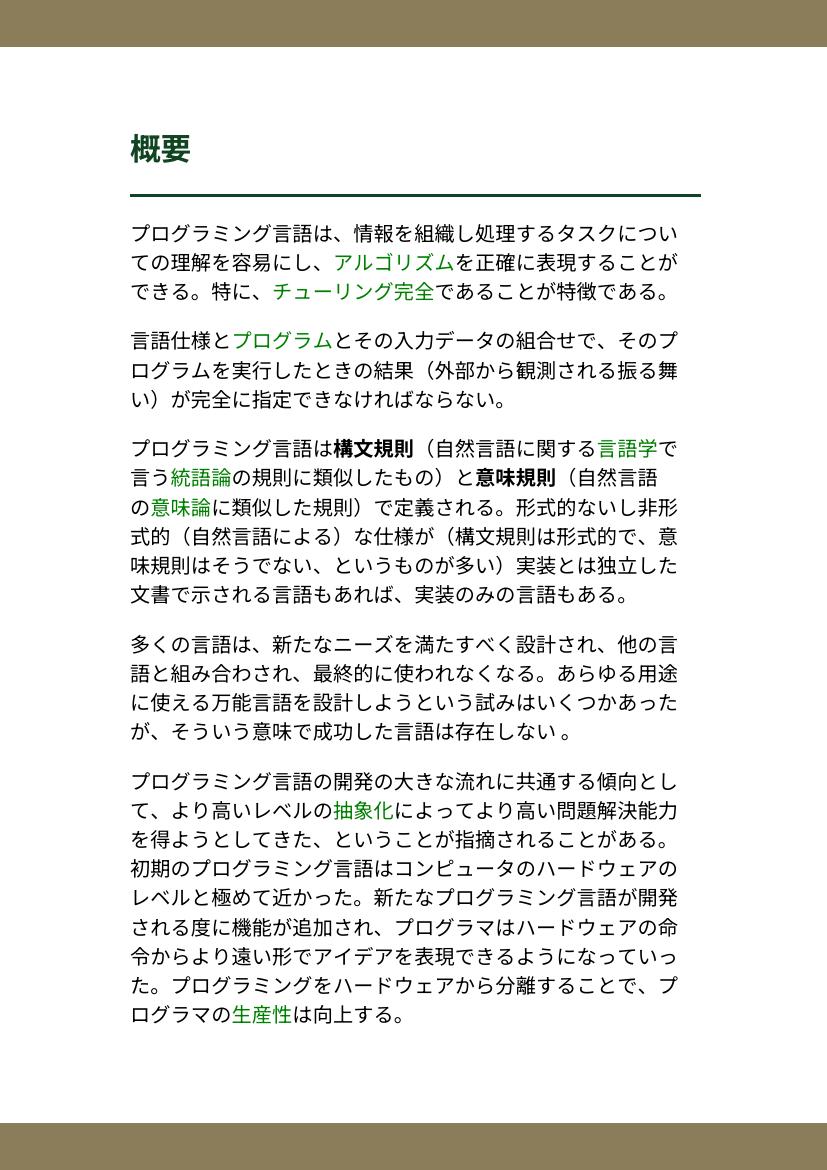 概要
プログラミング言語は、情報を組織し処理するタスクについ
ての理解を容易にし、アルゴリズムを正確に表現することが
できる。特に、チューリング完全であることが特徴である。
言語仕様とプログラムとその入力データの組合せで、そのプ
ログラムを実行したときの結果（外部から観測される振る舞
い）が完全に指定できなければならない。
プログラミング言語は構文規則（自然言語に関する言語学で
言う統語論の規則に類似したもの）と意味規則（自然言語
の意味論に類似した規則）で定義される。形式的ないし非形
式的（自然言語による）な仕様が（構文規則は形式的で、意
味規則はそうでない、というものが多い）実装とは独立した
文書で示される言語もあれば、実装のみの言語もある。
多くの言語は、新たなニーズを満たすべく設計され、他の言
語と組み合わされ、最終的に使われなくなる。あらゆる用途
に使える万能言語を設計しようという試みはいくつかあった
が、そういう意味で成功した言語は存在しない 。
プログラミング言語の開発の大きな流れに共通する傾向とし
て、より高いレベルの抽象化によってより高い問題解決能力
を得ようとしてきた、ということが指摘されることがある。
初期のプログラミング言語はコンピュータのハードウェアの
レベルと極めて近かった。新たなプログラミング言語が開発
される度に機能が追加され、プログラマはハードウェアの命
令からより遠い形でアイデアを表現できるようになっていっ
た。プログラミングをハードウェアから分離することで、プ
ログラマの生産性は向上する。